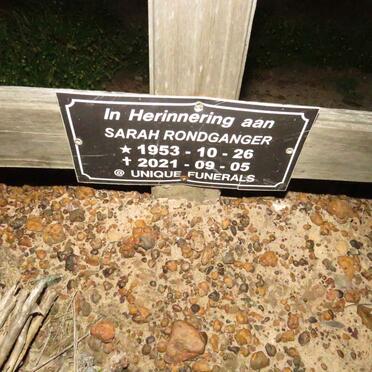 In Herinnering aan
SARAH RONDGANGER
★ 1953 - 10 - 26
✝ 2021 - 09 - 05
@ UNIQUE FUNERALS